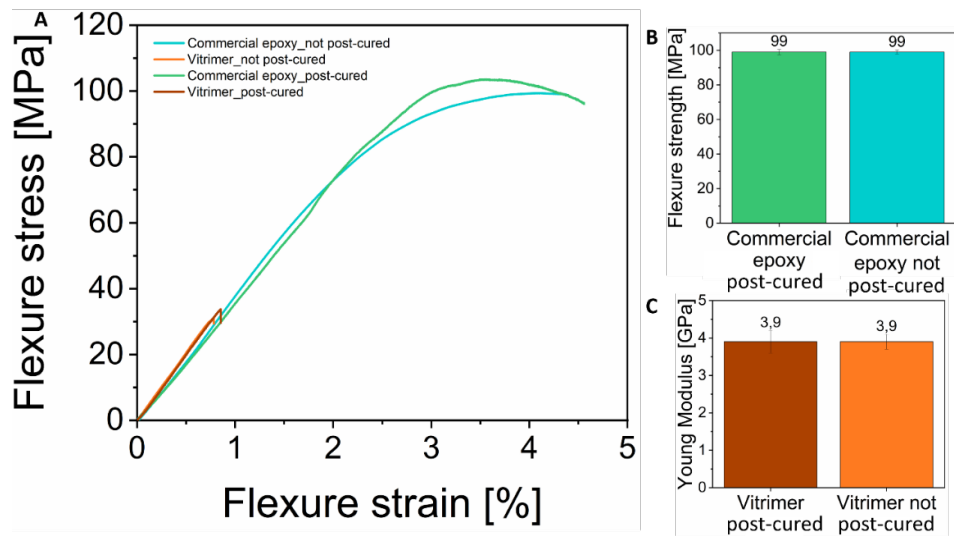 A
Flexure stress [MPa]
120
100
80
60
40
20
0
Commercial epoxy_not post-cured
Vitrimer_not post-cured
Commercial epoxy_post-cured
Vitrimer_post-cured
0 1 2 3 4 5
Flexure strain [%]
B
Flexure strength [MPa]
100
80
60
40
20
0
99 99
Commercial
epoxy
post-cured
Commercial
epoxy not
post-cured
C
Young Modulus [GPa]
5
4
3
2
1
0
3,9 3,9
Vitrimer
post-cured
Vitrimer not
post-cured